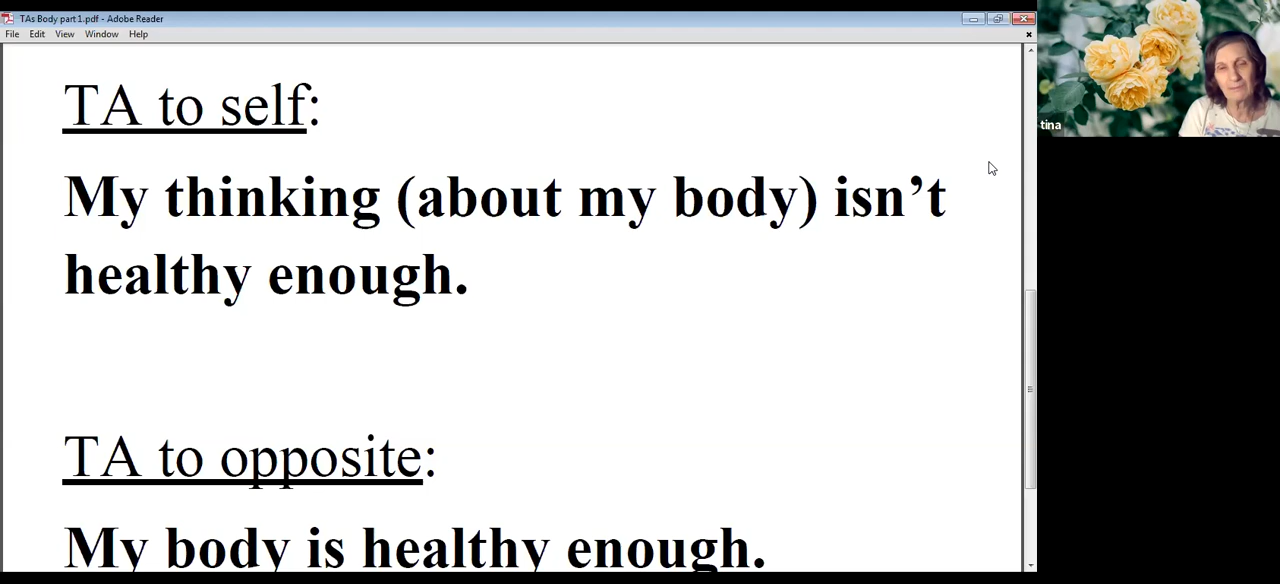 TAs Body part 1.pdf - Adobe Reader
File Edit View Window Help
TA to self:
My thinking (about my body) isn’t
healthy enough.
TA to opposite:
My body is healthy enough.
tina